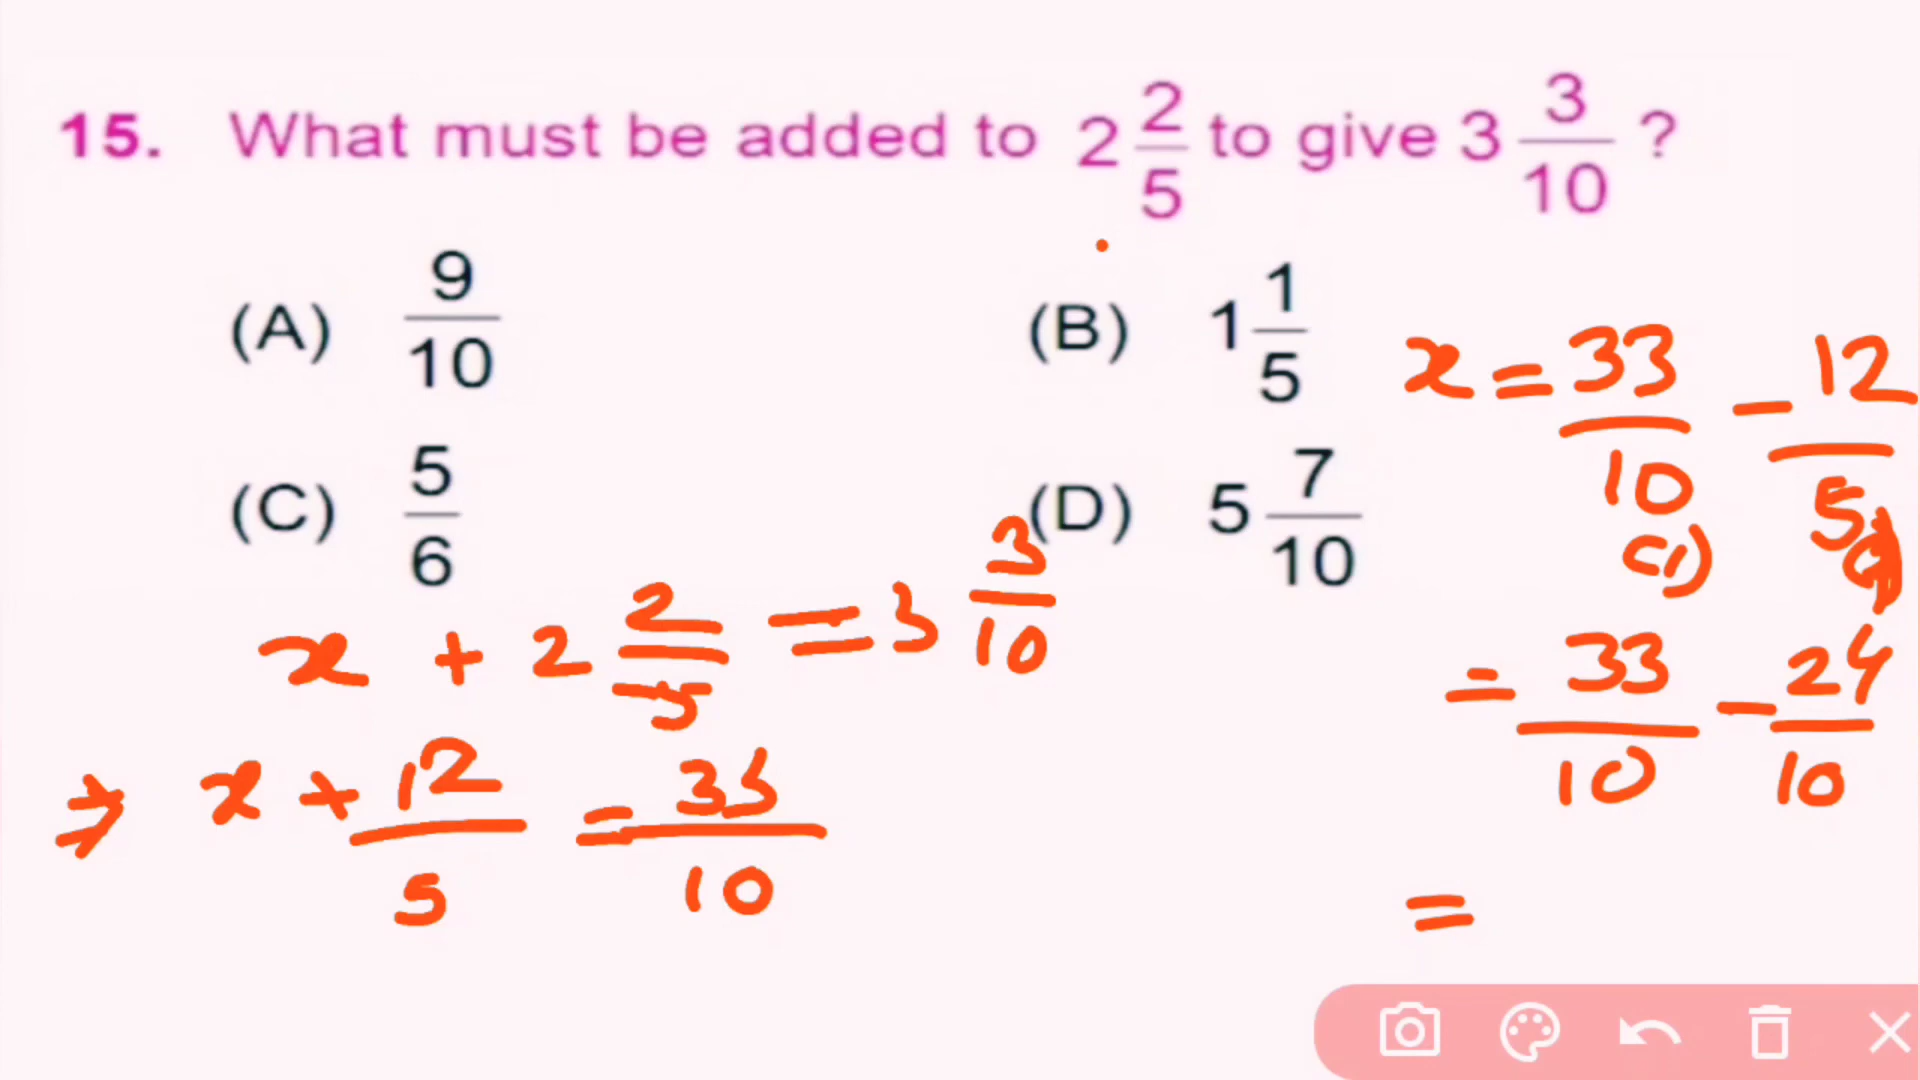 15. What must be added to 2 2/5 to give 3 3/10 ?
(A) 9/10 (B) 1 1/5
(C) 5/6 (D) 5 7/10
x + 2 2/5 = 3 3/10
⇒ x + 12/5 = 33/10
x = 33/10 - 12/5
(1)
= 33/10 - 24/10
=